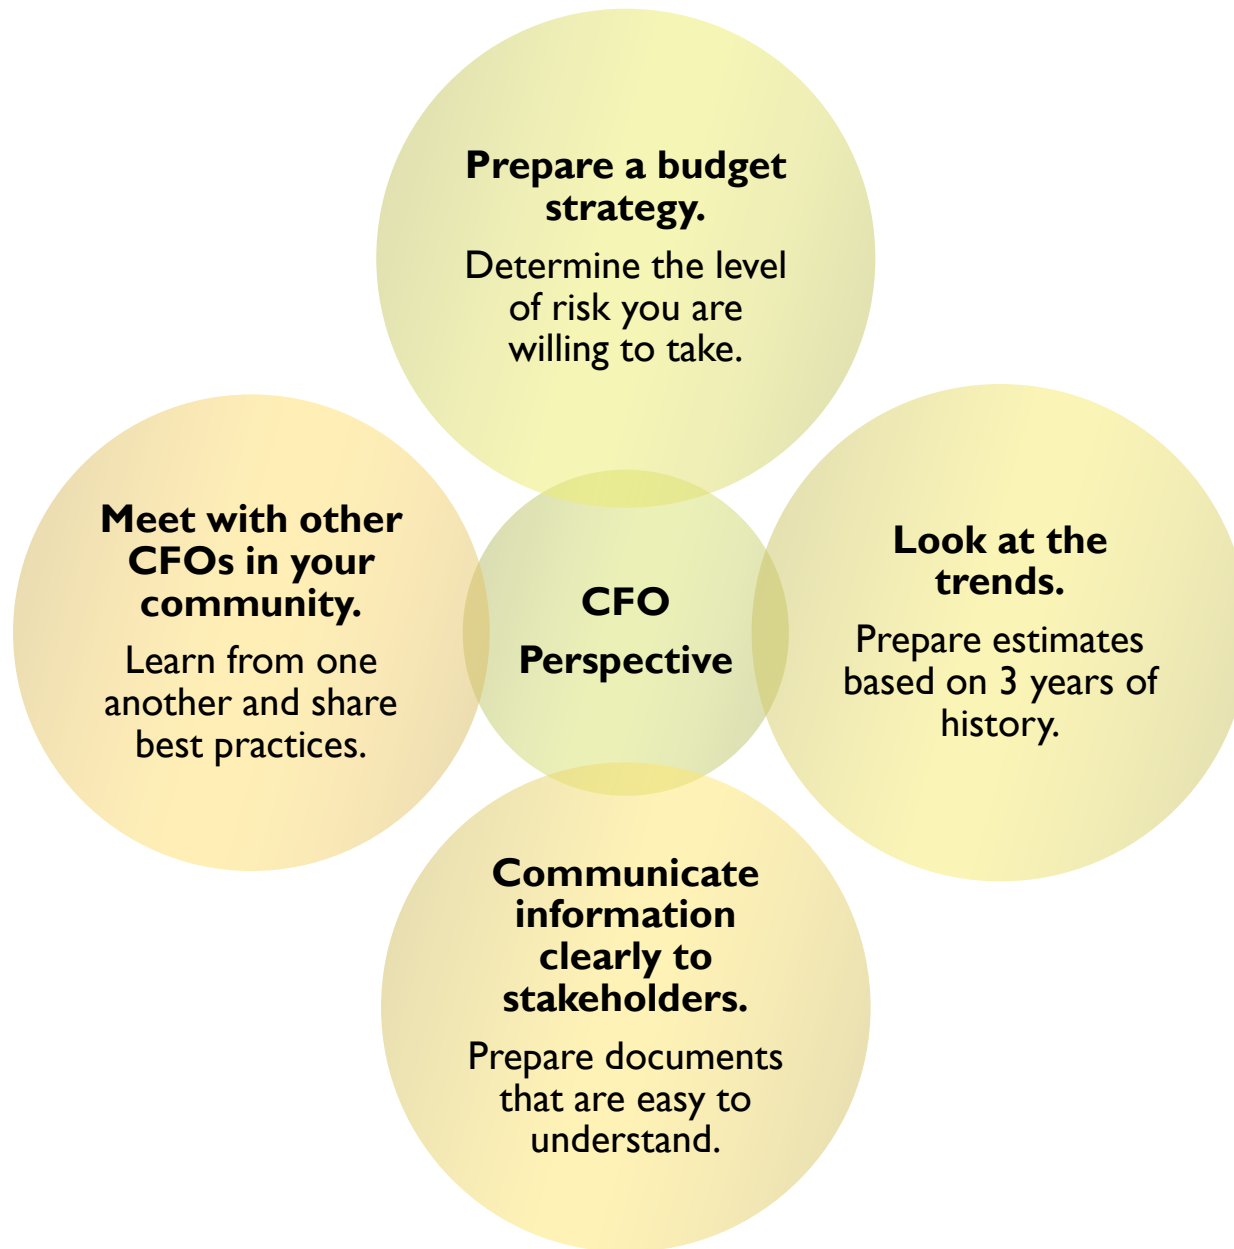 Prepare a budget
strategy.
Determine the level
of risk you are
willing to take.
Meet with other
CFOs in your
community.
Learn from one
another and share
best practices.
CFO
Perspective
Look at the
trends.
Prepare estimates
based on 3 years of
history.
Communicate
information
clearly to
stakeholders.
Prepare documents
that are easy to
understand.